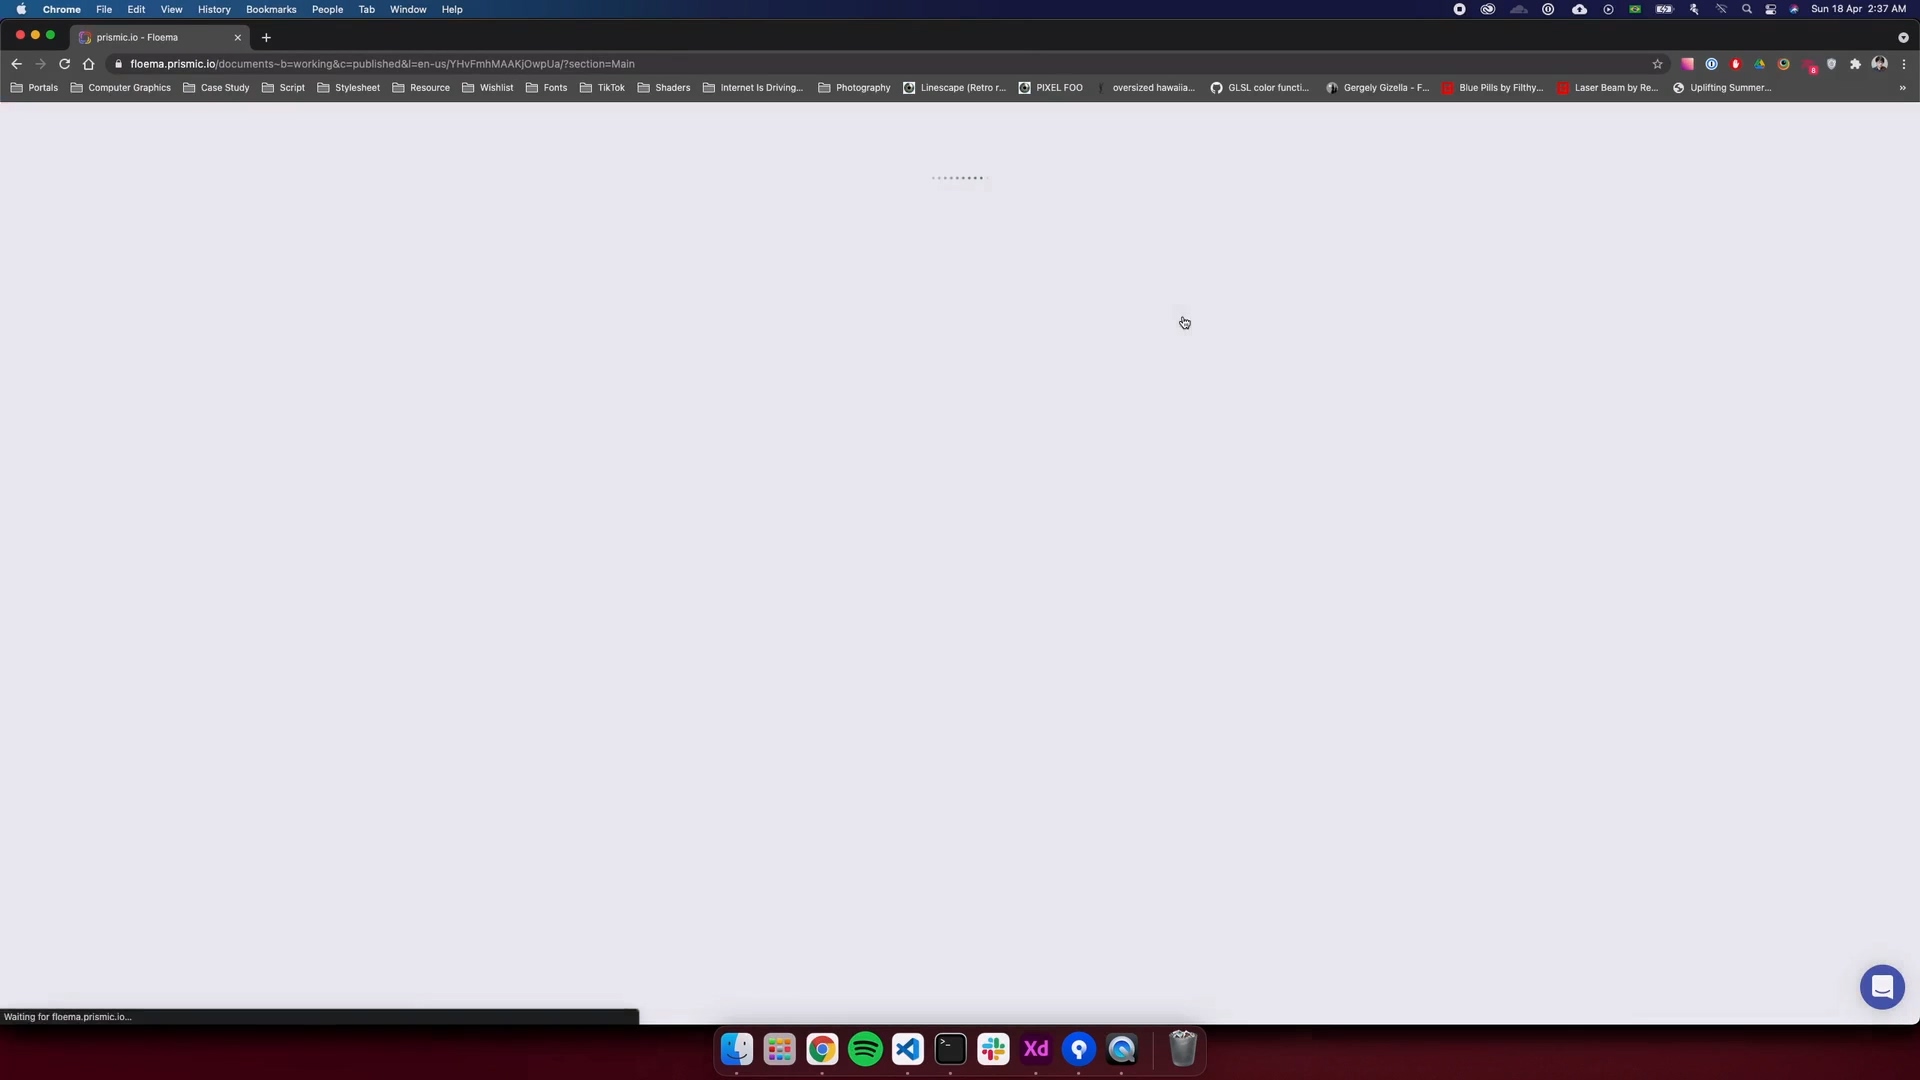 Chrome File Edit View History Bookmarks People Tab Window Help Sun 18 Apr 2:37 AM
prismic.io - Floema
floema.prismic.io/documents~b=working&c=published&l=en-us/YHvFmhMAAKjOwpUa/?section=Main
8
Portals Computer Graphics Case Study Script Stylesheet Resource Wishlist Fonts TikTok Shaders Internet Is Driving... Photography Linescape (Retro r... PIXEL FOO oversized hawaiia... GLSL color functi... Gergely Gizella - F... Blue Pills by Filthy... Laser Beam by Re... Uplifting Summer... »
Waiting for floema.prismic.io...
Xd